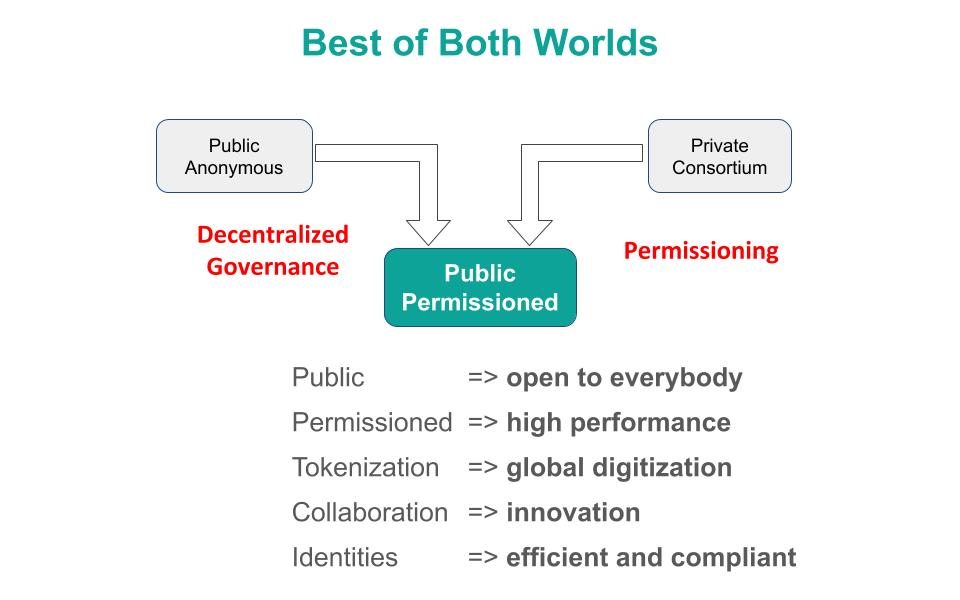 Best of Both Worlds
Public
Anonymous
Private
Consortium
Decentralized
Governance
Permissioning
Public
Permissioned
Public => open to everybody
Permissioned => high performance
Tokenization => global digitization
Collaboration => innovation
Identities => efficient and compliant